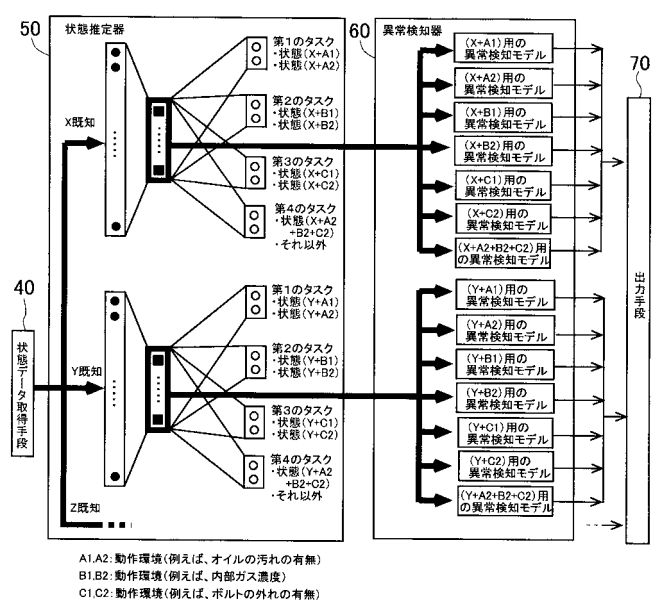 50
状態推定器
第1のタスク
・状態(X+A1)
・状態(X+A2)
第2のタスク
・状態(X+B1)
・状態(X+B2)
X既知
第3のタスク
・状態(X+C1)
・状態(X+C2)
第4のタスク
・状態(X+A2
+B2+C2)
・それ以外
40
状態データ取得手段
Y既知
第1のタスク
・状態(Y+A1)
・状態(Y+A2)
第2のタスク
・状態(Y+B1)
・状態(Y+B2)
第3のタスク
・状態(Y+C1)
・状態(Y+C2)
第4のタスク
・状態(Y+A2
+B2+C2)
・それ以外
Z既知
60
異常検知器
(X+A1)用の
異常検知モデル
(X+A2)用の
異常検知モデル
(X+B1)用の
異常検知モデル
(X+B2)用の
異常検知モデル
(X+C1)用の
異常検知モデル
(X+C2)用の
異常検知モデル
(X+A2+B2+C2)用
の異常検知モデル
(Y+A1)用の
異常検知モデル
(Y+A2)用の
異常検知モデル
(Y+B1)用の
異常検知モデル
(Y+B2)用の
異常検知モデル
(Y+C1)用の
異常検知モデル
(Y+C2)用の
異常検知モデル
(Y+A2+B2+C2)用
の異常検知モデル
70
出力手段
A1,A2:動作環境(例えば、オイルの汚れの有無)
B1,B2:動作環境(例えば、内部ガス濃度)
C1,C2:動作環境(例えば、ボルトの外れの有無)